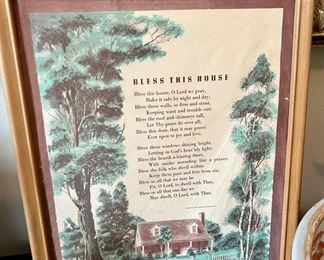 BLESS THIS HOUSE
Bless this house, O Lord we pray,
Make it safe by night and day;
Bless these walls, so firm and stout,
Keeping want and trouble out;
Bless the roof and chimneys tall,
Let Thy peace lie over all;
Bless this door, that it may prove
Ever open to joy and love.
Bless these windows shining bright,
Letting in God's heav'nly light;
Bless the hearth a-blazing there,
With smoke ascending like a prayer;
Bless the folk who dwell within,
Keep them pure and free from sin;
Bless us all that we may be
Fit, O Lord, to dwell with Thee,
Bless us all that one day we
May dwell, O Lord, with Thee.